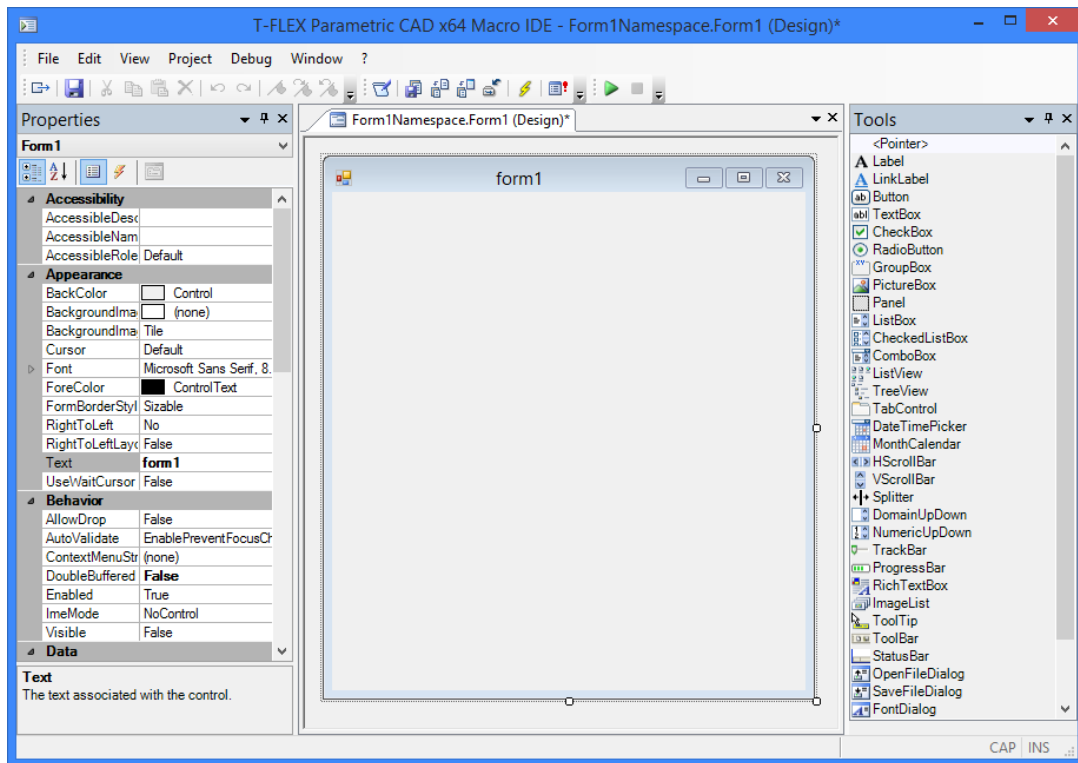 T-FLEX Parametric CAD x64 Macro IDE - Form1Namespace.Form1 (Design)*
File Edit View Project Debug Window ?
Properties
Form1
Accessibility
AccessibleDesc
AccessibleNam
AccessibleRole Default
Appearance
BackColor Control
BackgroundIma (none)
BackgroundIma Tile
Cursor Default
Font Microsoft Sans Serif, 8.
ForeColor ControlText
FormBorderStyl Sizable
RightToLeft No
RightToLeftLayo False
Text form1
UseWaitCursor False
Behavior
AllowDrop False
AutoValidate EnablePreventFocusCh
ContextMenuStr (none)
DoubleBuffered False
Enabled True
ImeMode NoControl
Visible False
Data
Text
The text associated with the control.
Form1Namespace.Form1 (Design)*
form1
Tools
<Pointer>
Label
LinkLabel
Button
TextBox
CheckBox
RadioButton
GroupBox
PictureBox
Panel
ListBox
CheckedListBox
ComboBox
ListView
TreeView
TabControl
DateTimePicker
MonthCalendar
HScrollBar
VScrollBar
Splitter
DomainUpDown
NumericUpDown
TrackBar
ProgressBar
RichTextBox
ImageList
ToolTip
ToolBar
StatusBar
OpenFileDialog
SaveFileDialog
FontDialog
CAP INS